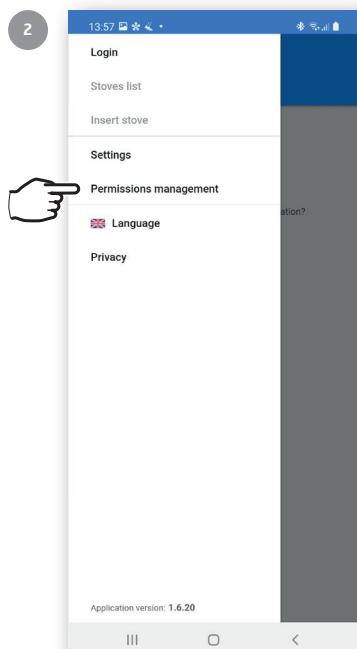 2
13:57
Login
Stoves list
Insert stove
Settings
Permissions management
ation?
Language
Privacy
Application version: 1.6.20